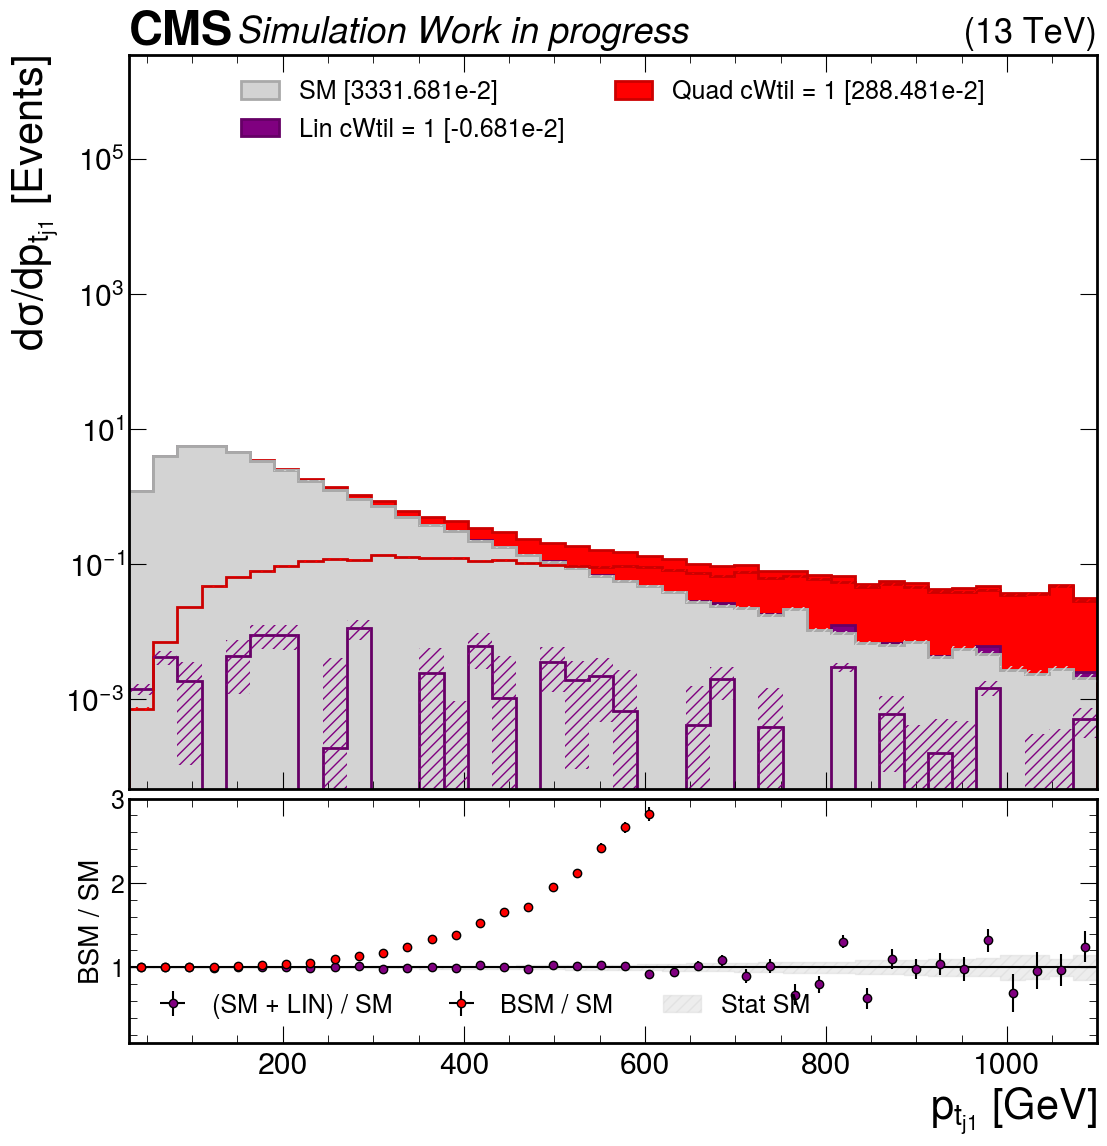 CMS Simulation Work in progress (13 TeV)
SM [3331.681e-2]
Quad cWtil = 1 [288.481e-2]
Lin cWtil = 1 [-0.681e-2]
dσ/dp_{t_{j1}} [Events]
10^5
10^3
10^1
10^{-1}
10^{-3}
BSM / SM
3
2
1
(SM + LIN) / SM
BSM / SM
Stat SM
200 400 600 800 1000
p_{t_{j1}} [GeV]